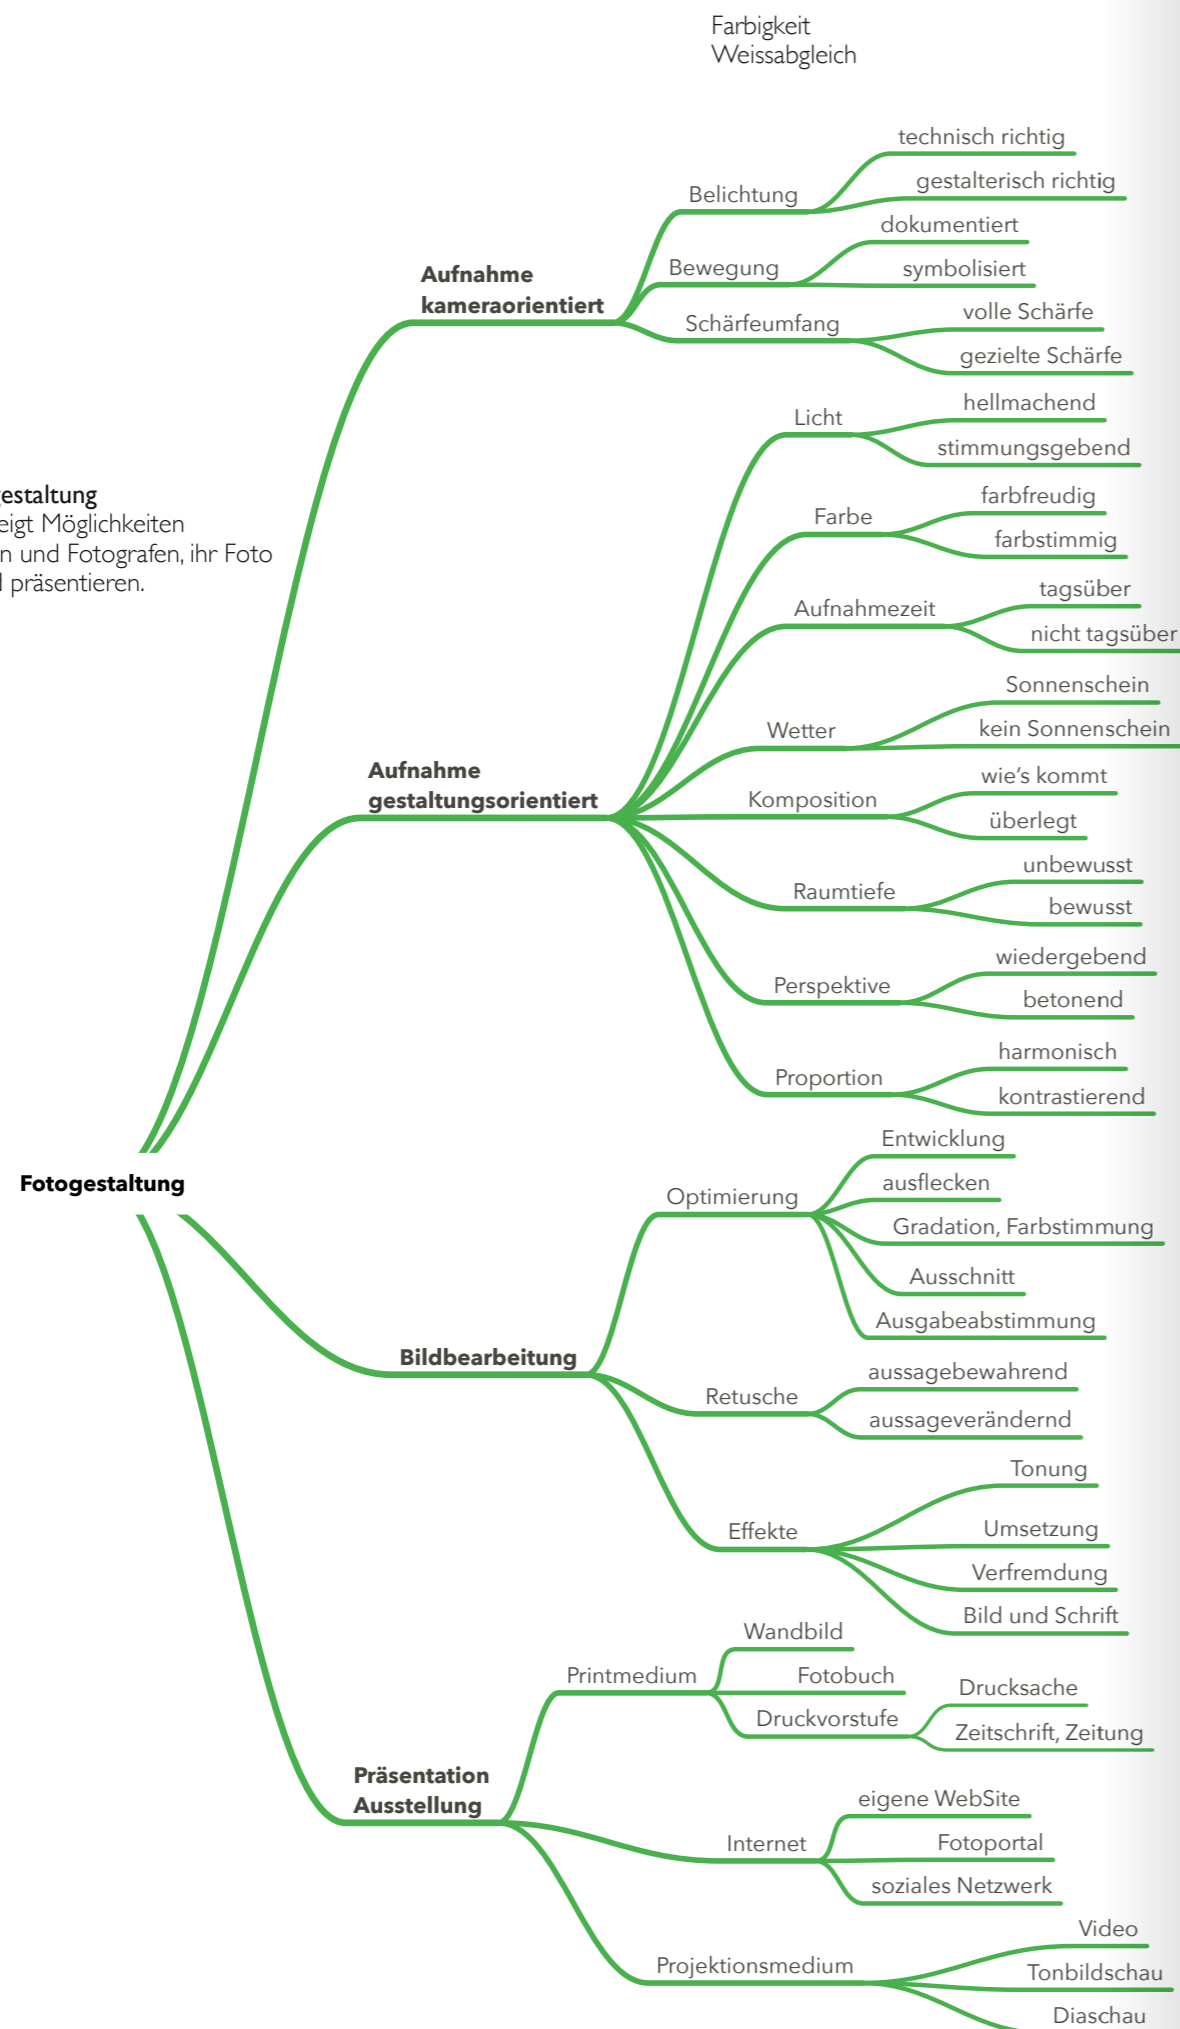 Farbigkeit
Weissabgleich
gestaltung
eigt Möglichkeiten
n und Fotografen, ihr Foto
präsentieren.
Fotogestaltung
Aufnahme
kameraorientiert
Belichtung
technisch richtig
gestalterisch richtig
Bewegung
dokumentiert
symbolisiert
Schärfeumfang
volle Schärfe
gezielte Schärfe
Aufnahme
gestaltungsorientiert
Licht
hellmachend
stimmungsgebend
Farbe
farbfreudig
farbstimmig
Aufnahmezeit
tagsüber
nicht tagsüber
Wetter
Sonnenschein
kein Sonnenschein
Komposition
wie’s kommt
überlegt
Raumtiefe
unbewusst
bewusst
Perspektive
wiedergebend
betonend
Proportion
harmonisch
kontrastierend
Bildbearbeitung
Optimierung
Entwicklung
ausflecken
Gradation, Farbstimmung
Ausschnitt
Ausgabeabstimmung
Retusche
aussagebewahrend
aussageverändernd
Effekte
Tonung
Umsetzung
Verfremdung
Bild und Schrift
Präsentation
Ausstellung
Printmedium
Wandbild
Fotobuch
Druckvorstufe
Drucksache
Zeitschrift, Zeitung
Internet
eigene WebSite
Fotoportal
soziales Netzwerk
Projektionsmedium
Video
Tonbildschau
Diaschau